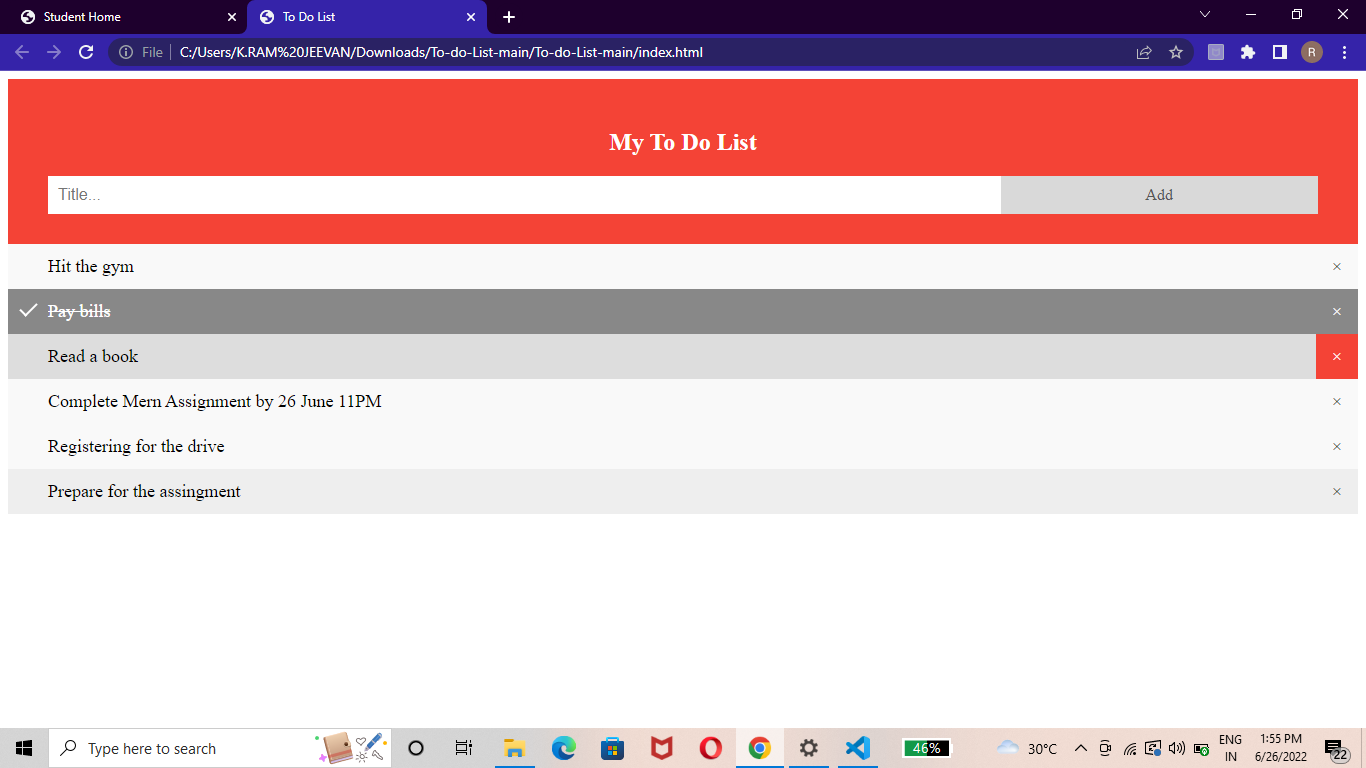 Student Home
To Do List
File
C:/Users/K.RAM%20JEEVAN/Downloads/To-do-List-main/To-do-List-main/index.html
R
My To Do List
Title...
Add
Hit the gym
Pay bills
Read a book
Complete Mern Assignment by 26 June 11PM
Registering for the drive
Prepare for the assingment
Type here to search
46%
30°C
ENG
IN
1:55 PM
6/26/2022
22